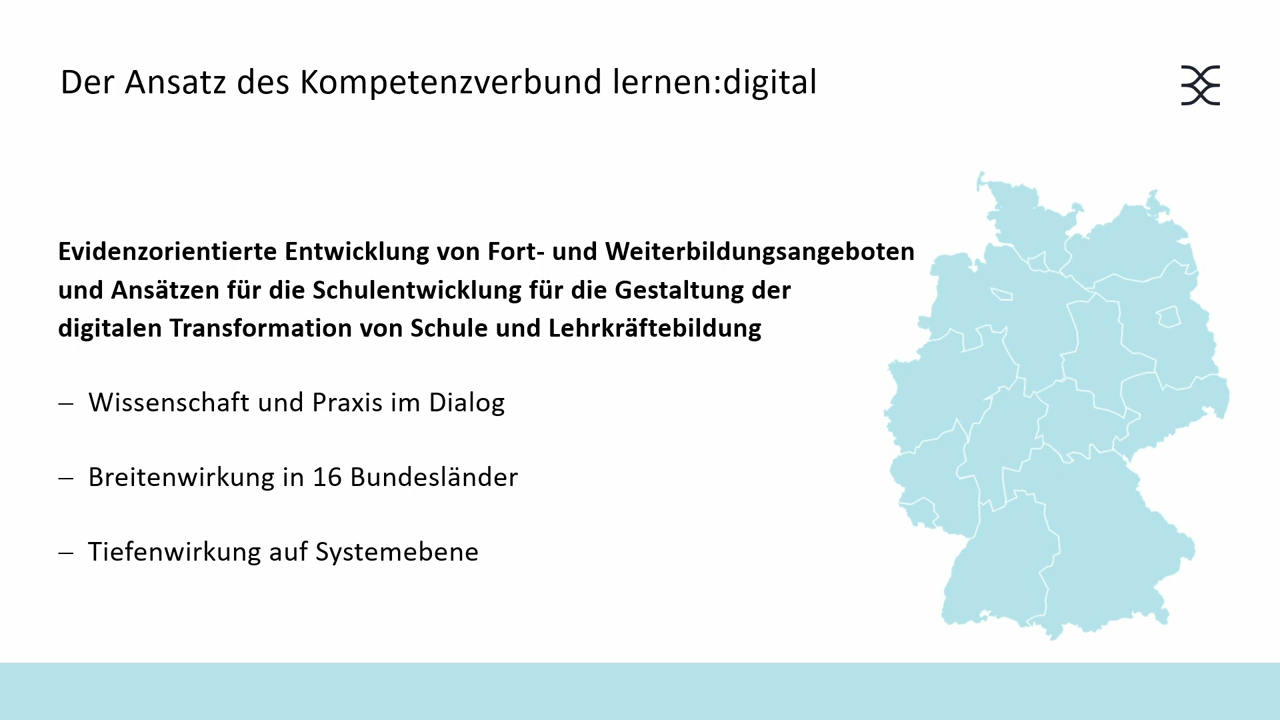 Der Ansatz des Kompetenzverbund lernen:digital
Evidenzorientierte Entwicklung von Fort- und Weiterbildungsangeboten
und Ansätzen für die Schulentwicklung für die Gestaltung der
digitalen Transformation von Schule und Lehrkräftebildung
– Wissenschaft und Praxis im Dialog
– Breitenwirkung in 16 Bundesländer
– Tiefenwirkung auf Systemebene